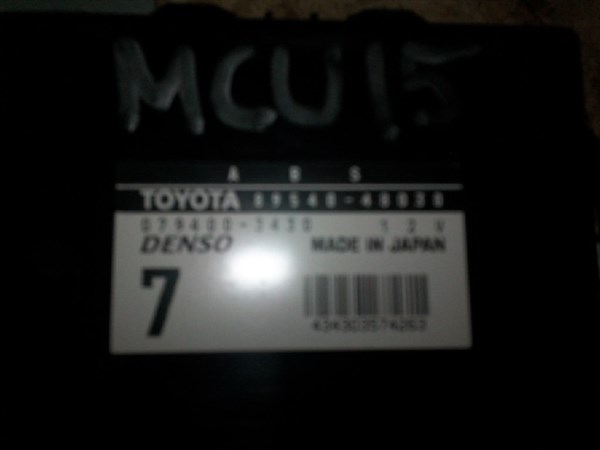 MCU15
A B S
TOYOTA 89540-48030
079400-3430 12V
DENSO MADE IN JAPAN
7